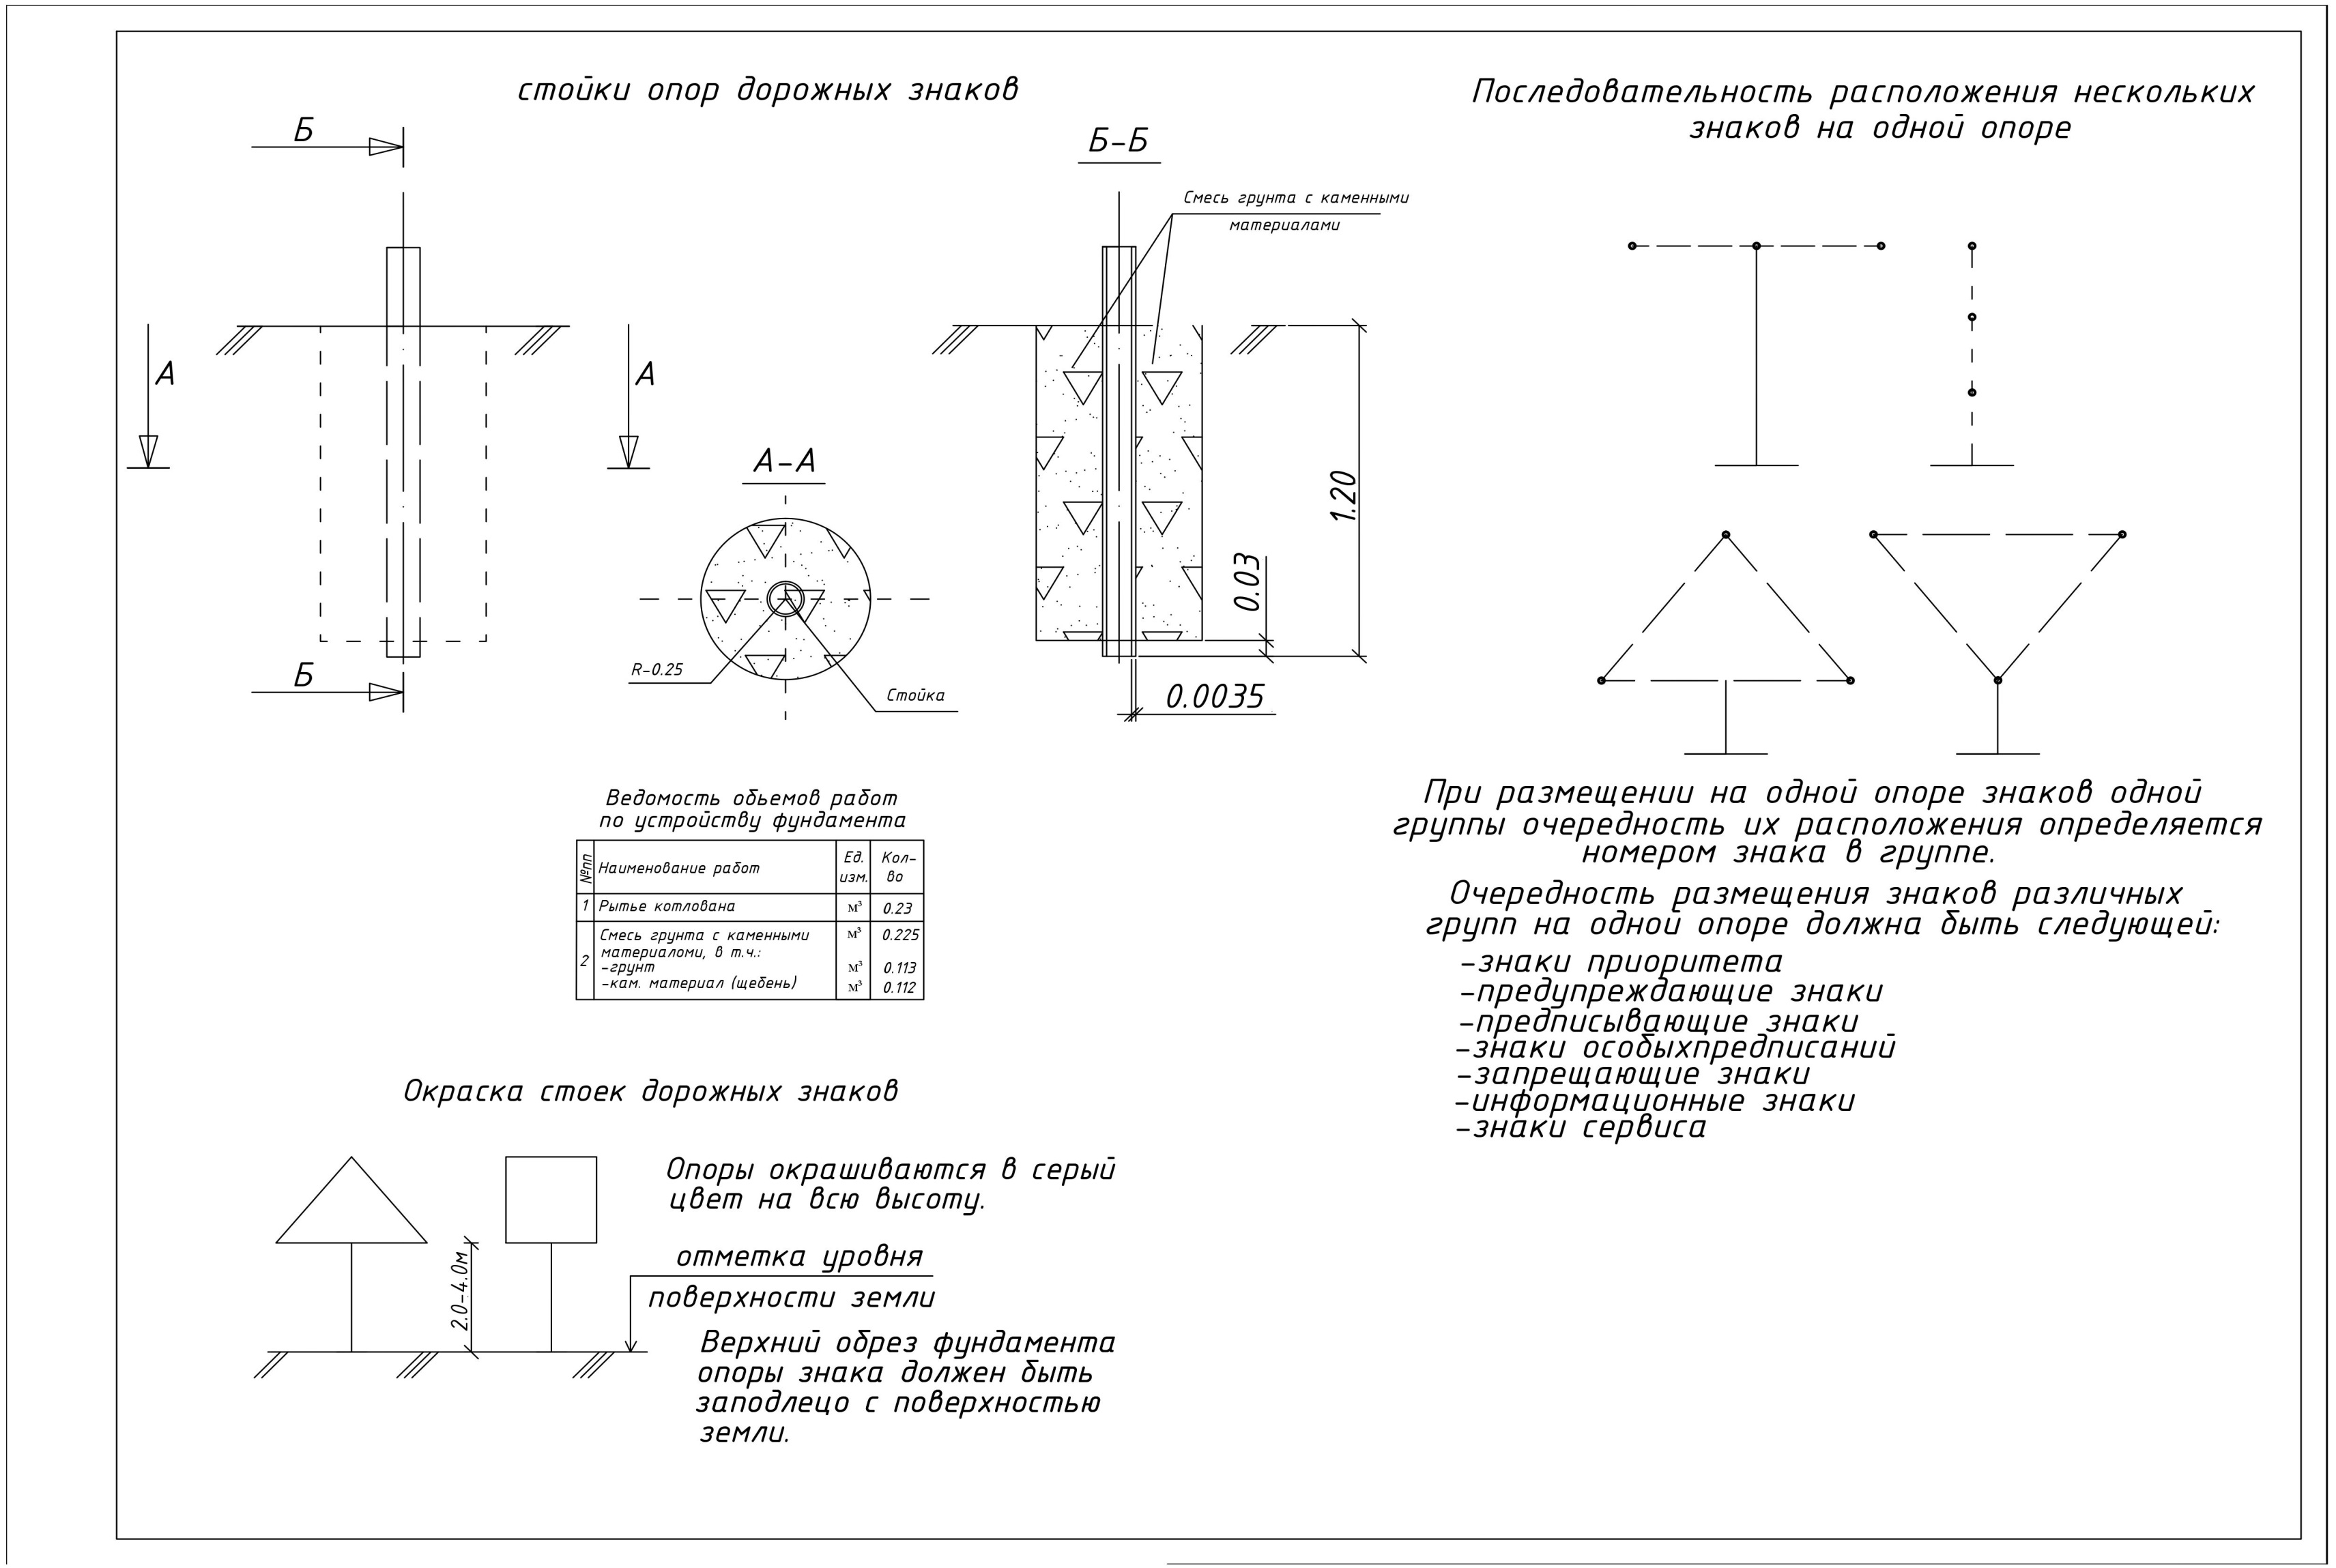 стойки опор дорожных знаков
Б
А
А
Б
А-А
R-0.25
Стойка
Б-Б
Смесь грунта с каменными
материалами
1.20
0.03
0.0035
Последовательность расположения нескольких
знаков на одной опоре
При размещении на одной опоре знаков одной
группы очередность их расположения определяется
номером знака в группе.
Очередность размещения знаков различных
групп на одной опоре должна быть следующей:
-знаки приоритета
-предупреждающие знаки
-предписывающие знаки
-знаки особыхпредписаний
-запрещающие знаки
-информационные знаки
-знаки сервиса
Ведомость обьемов работ
по устройству фундамента
№пп Наименование работ Ед. изм. Кол-во
1 Рытье котлована м³ 0.23
2 Смесь грунта с каменными м³ 0.225
материаломи, в т.ч.:
-грунт м³ 0.113
-кам. материал (щебень) м³ 0.112
Окраска стоек дорожных знаков
2.0-4.0м
Опоры окрашиваются в серый
цвет на всю высоту.
отметка уровня
поверхности земли
Верхний обрез фундамента
опоры знака должен быть
заподлецо с поверхностью
земли.